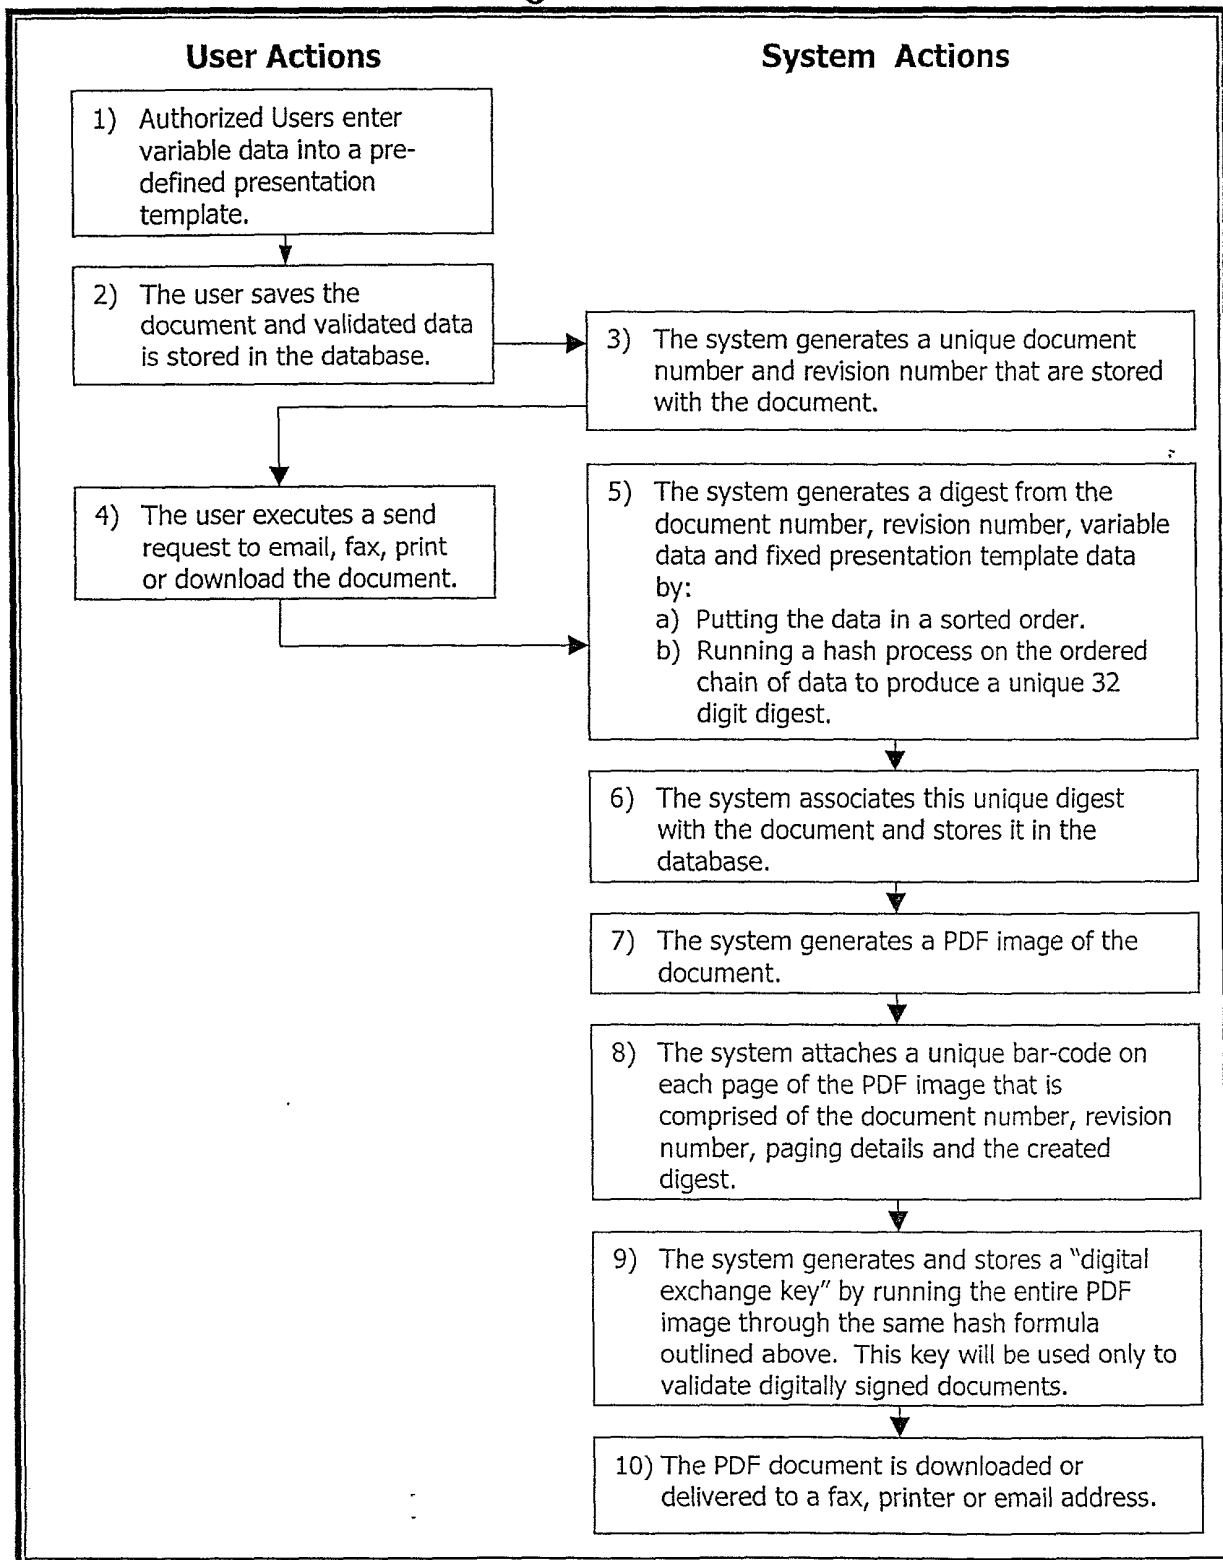 User Actions
System Actions
1) Authorized Users enter
variable data into a pre-
defined presentation
template.
2) The user saves the
document and validated data
is stored in the database.
3) The system generates a unique document
number and revision number that are stored
with the document.
4) The user executes a send
request to email, fax, print
or download the document.
5) The system generates a digest from the
document number, revision number, variable
data and fixed presentation template data
by:
a) Putting the data in a sorted order.
b) Running a hash process on the ordered
chain of data to produce a unique 32
digit digest.
6) The system associates this unique digest
with the document and stores it in the
database.
7) The system generates a PDF image of the
document.
8) The system attaches a unique bar-code on
each page of the PDF image that is
comprised of the document number, revision
number, paging details and the created
digest.
9) The system generates and stores a "digital
exchange key" by running the entire PDF
image through the same hash formula
outlined above. This key will be used only to
validate digitally signed documents.
10) The PDF document is downloaded or
delivered to a fax, printer or email address.